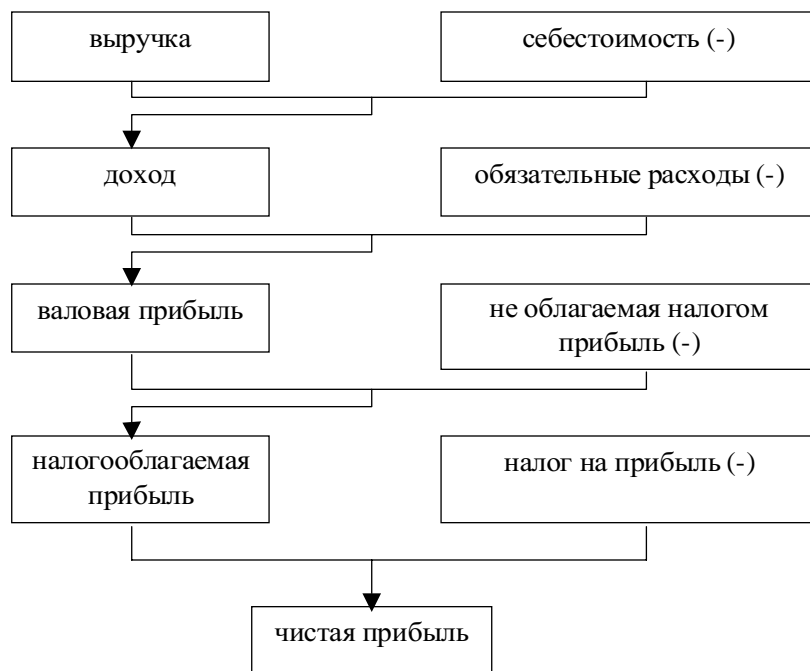 выручка
себестоимость (-)
доход
обязательные расходы (-)
валовая прибыль
не облагаемая налогом
прибыль (-)
налогооблагаемая
прибыль
налог на прибыль (-)
чистая прибыль